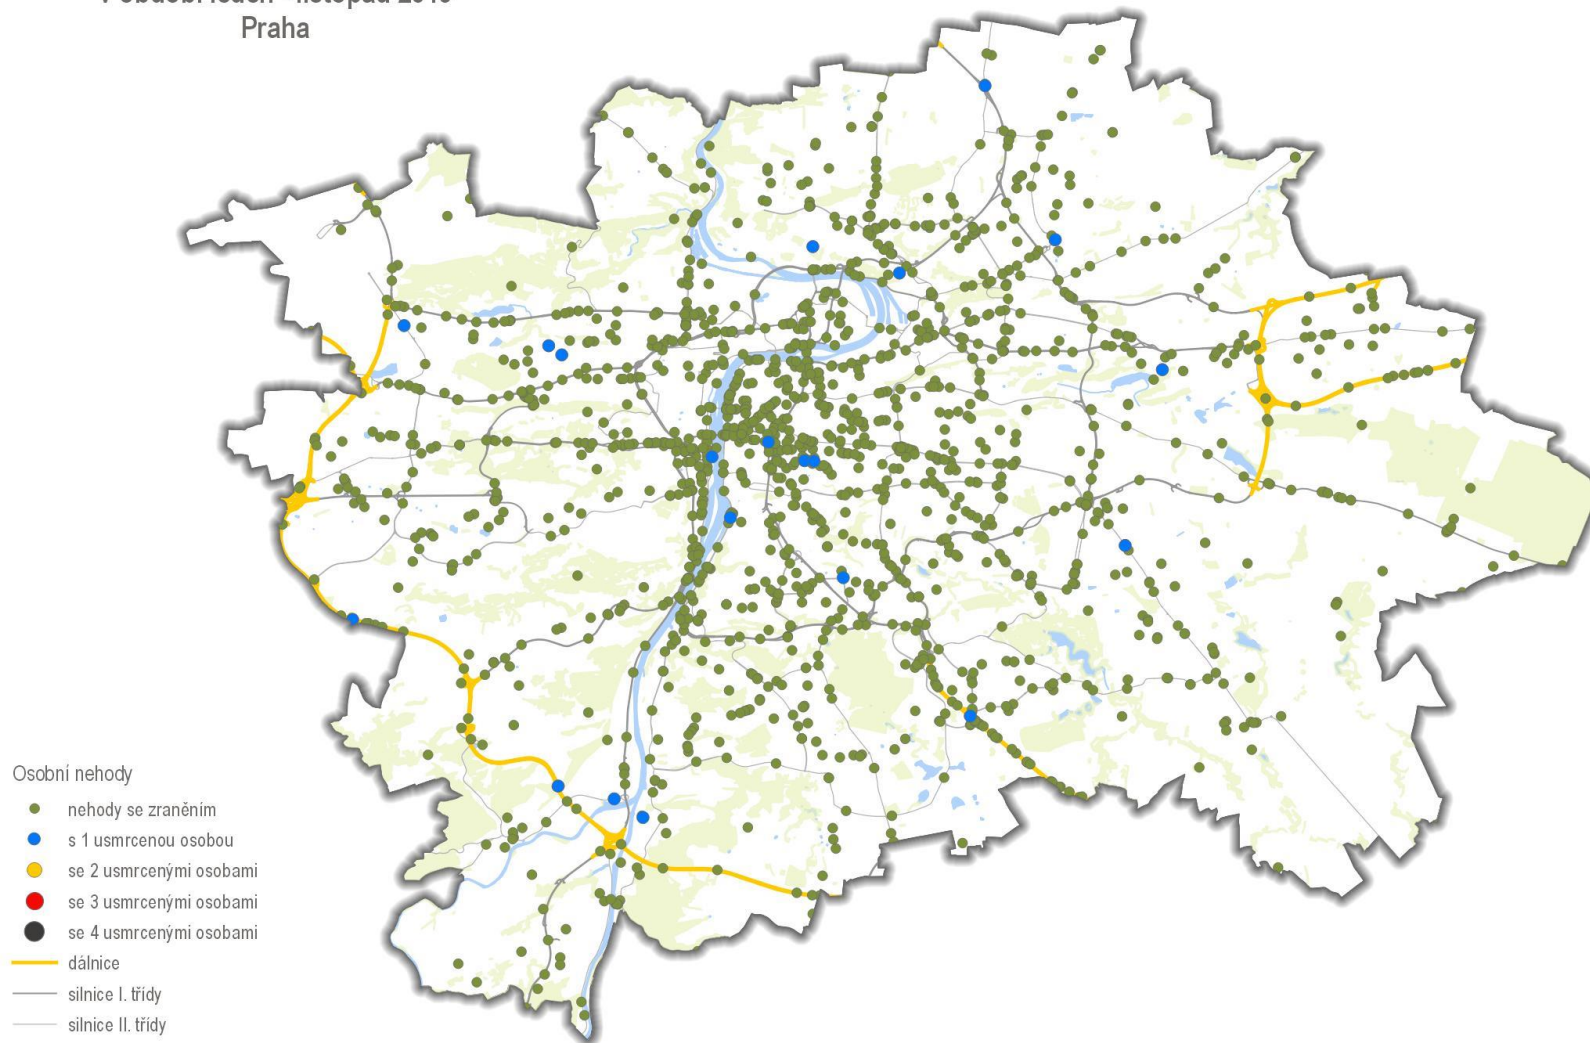 Praha
Osobní nehody
nehody se zraněním
s 1 usmrcenou osobou
se 2 usmrcenými osobami
se 3 usmrcenými osobami
se 4 usmrcenými osobami
dálnice
silnice I. třídy
silnice II. třídy